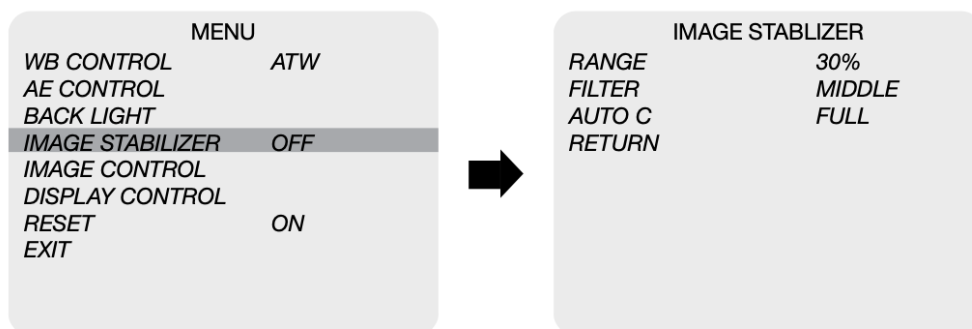 MENU
WB CONTROL ATW
AE CONTROL
BACK LIGHT
IMAGE STABILIZER OFF
IMAGE CONTROL
DISPLAY CONTROL
RESET ON
EXIT
IMAGE STABLIZER
RANGE 30%
FILTER MIDDLE
AUTO C FULL
RETURN